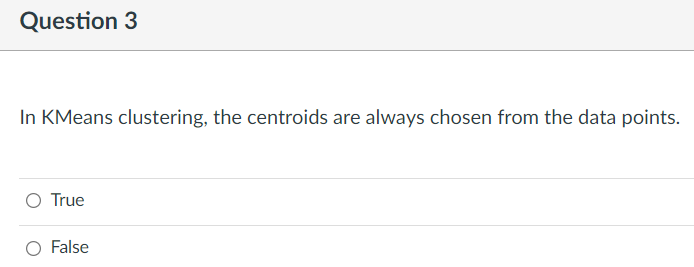 Question 3
In KMeans clustering, the centroids are always chosen from the data points.
True
False